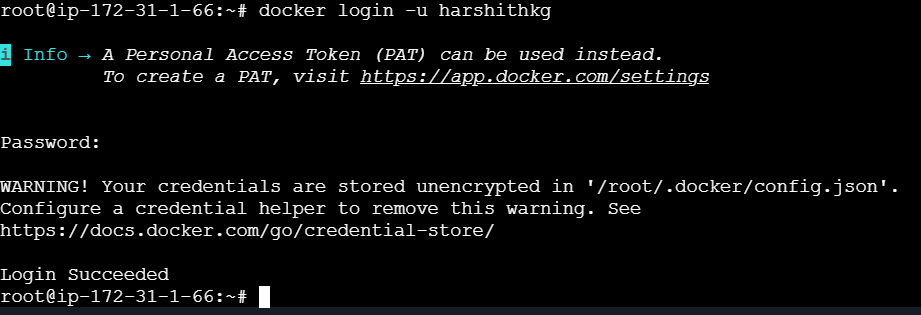 root@ip-172-31-1-66:~# docker login -u harshithkg
i Info → A Personal Access Token (PAT) can be used instead.
To create a PAT, visit https://app.docker.com/settings
Password:
WARNING! Your credentials are stored unencrypted in '/root/.docker/config.json'.
Configure a credential helper to remove this warning. See
https://docs.docker.com/go/credential-store/
Login Succeeded
root@ip-172-31-1-66:~#